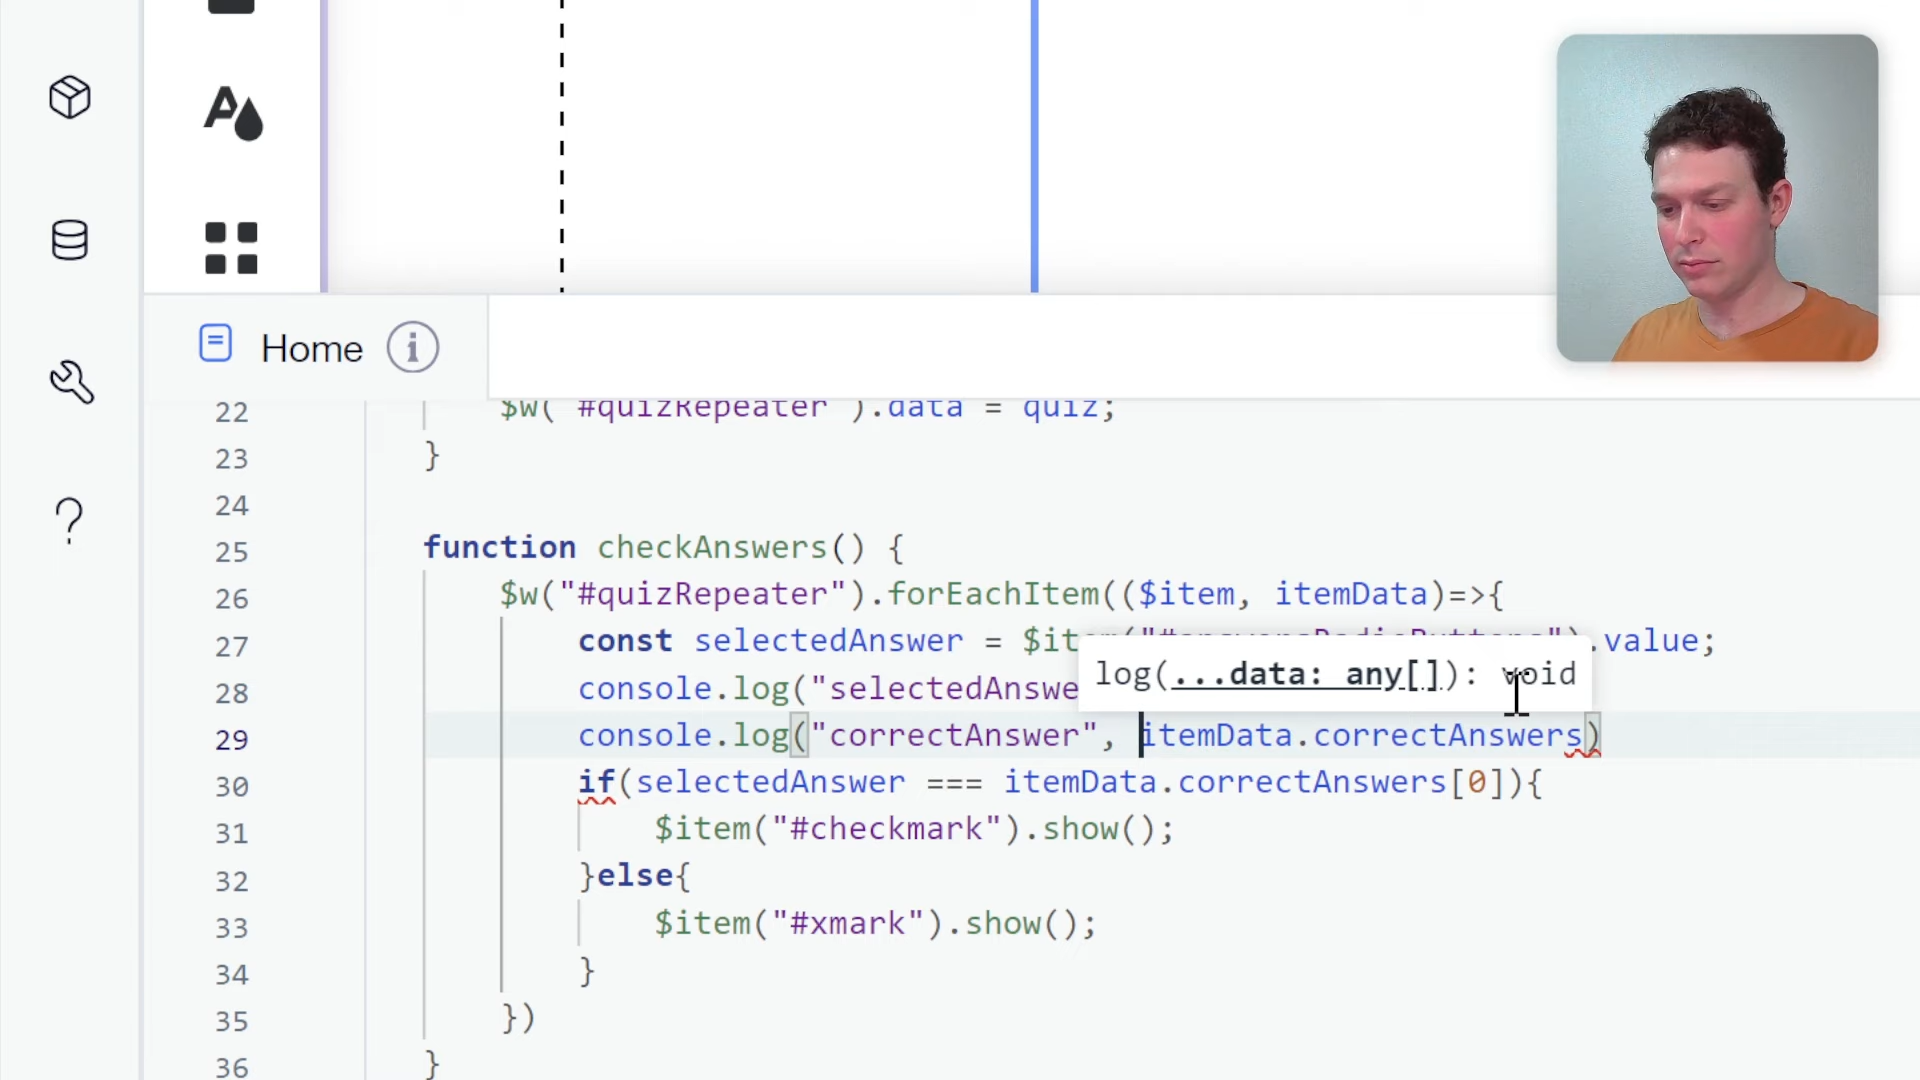 Home
22 $w("#quizRepeater").data = quiz;
23 }
24
25 function checkAnswers() {
26 $w("#quizRepeater").forEachItem(($item, itemData)=>{
27 const selectedAnswer = $item( .value;
log(...data: any[]): void
28 console.log("selectedAnswe
29 console.log("correctAnswer", itemData.correctAnswers)
30 if(selectedAnswer === itemData.correctAnswers[0]){
31 $item("#checkmark").show();
32 }else{
33 $item("#xmark").show();
34 }
35 })
36 }